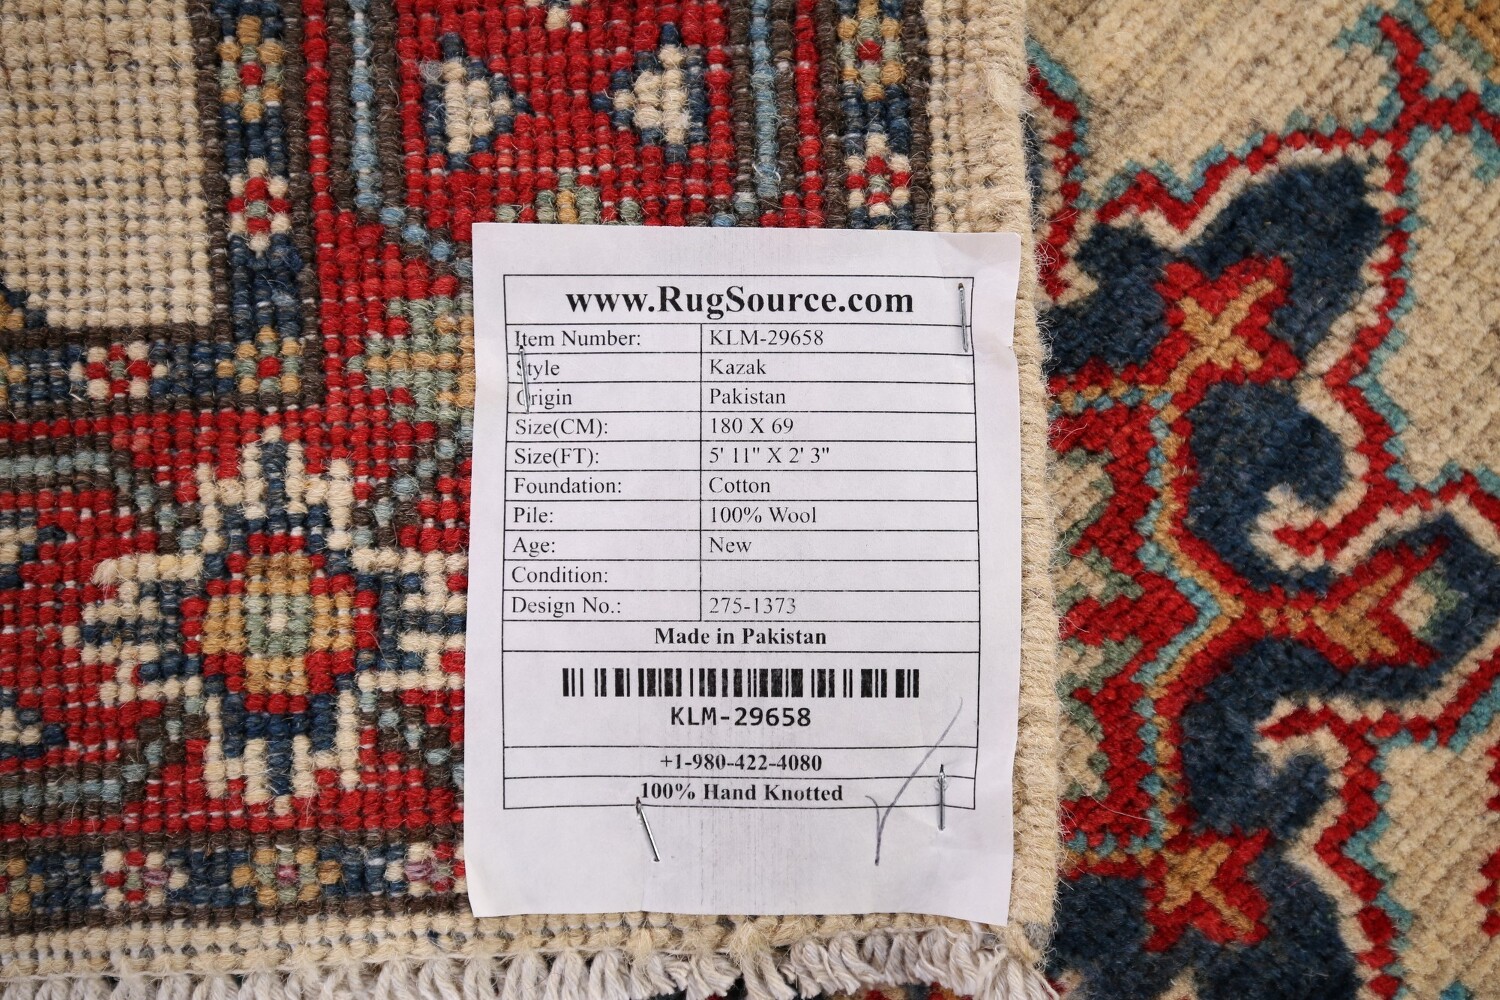 www.RugSource.com
Item Number: KLM-29658
Style Kazak
Origin Pakistan
Size(CM): 180 X 69
Size(FT): 5' 11" X 2' 3"
Foundation: Cotton
Pile: 100% Wool
Age: New
Condition:
Design No.: 275-1373
Made in Pakistan
KLM-29658
+1-980-422-4080
100% Hand Knotted